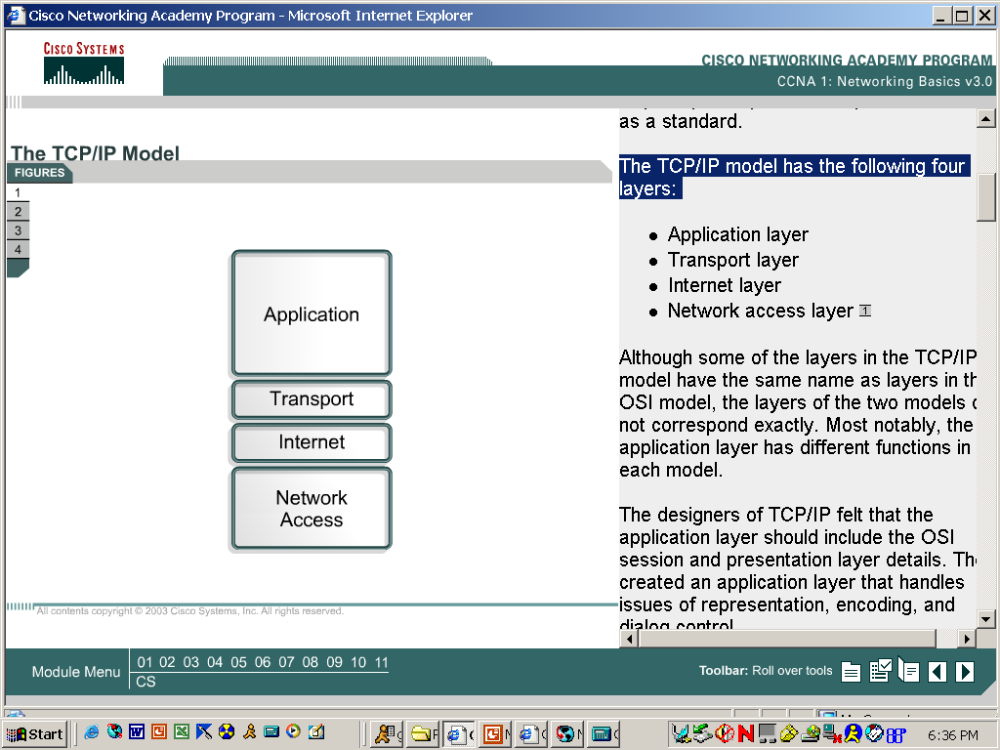 Cisco Networking Academy Program - Microsoft Internet Explorer
CISCO SYSTEMS
CISCO NETWORKING ACADEMY PROGRAM
CCNA 1: Networking Basics v3.0
The TCP/IP Model
FIGURES
1
2
3
4
Application
Transport
Internet
Network
Access
All contents copyright © 2003 Cisco Systems, Inc. All rights reserved.
as a standard.
The TCP/IP model has the following four
layers:
• Application layer
• Transport layer
• Internet layer
• Network access layer 1
Although some of the layers in the TCP/IP
model have the same name as layers in th
OSI model, the layers of the two models
not correspond exactly. Most notably, the
application layer has different functions in
each model.
The designers of TCP/IP felt that the
application layer should include the OSI
session and presentation layer details. The
created an application layer that handles
issues of representation, encoding, and
dialog control
Module Menu
01 02 03 04 05 06 07 08 09 10 11
CS
Toolbar: Roll over tools
Start
6:36 PM